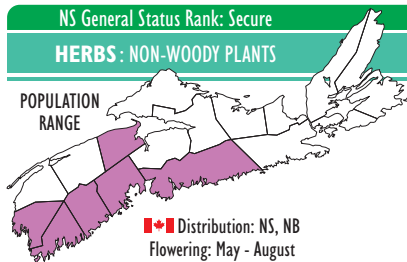 NS General Status Rank: Secure
HERBS : NON-WOODY PLANTS
POPULATION
RANGE
Distribution: NS, NB
Flowering: May - August